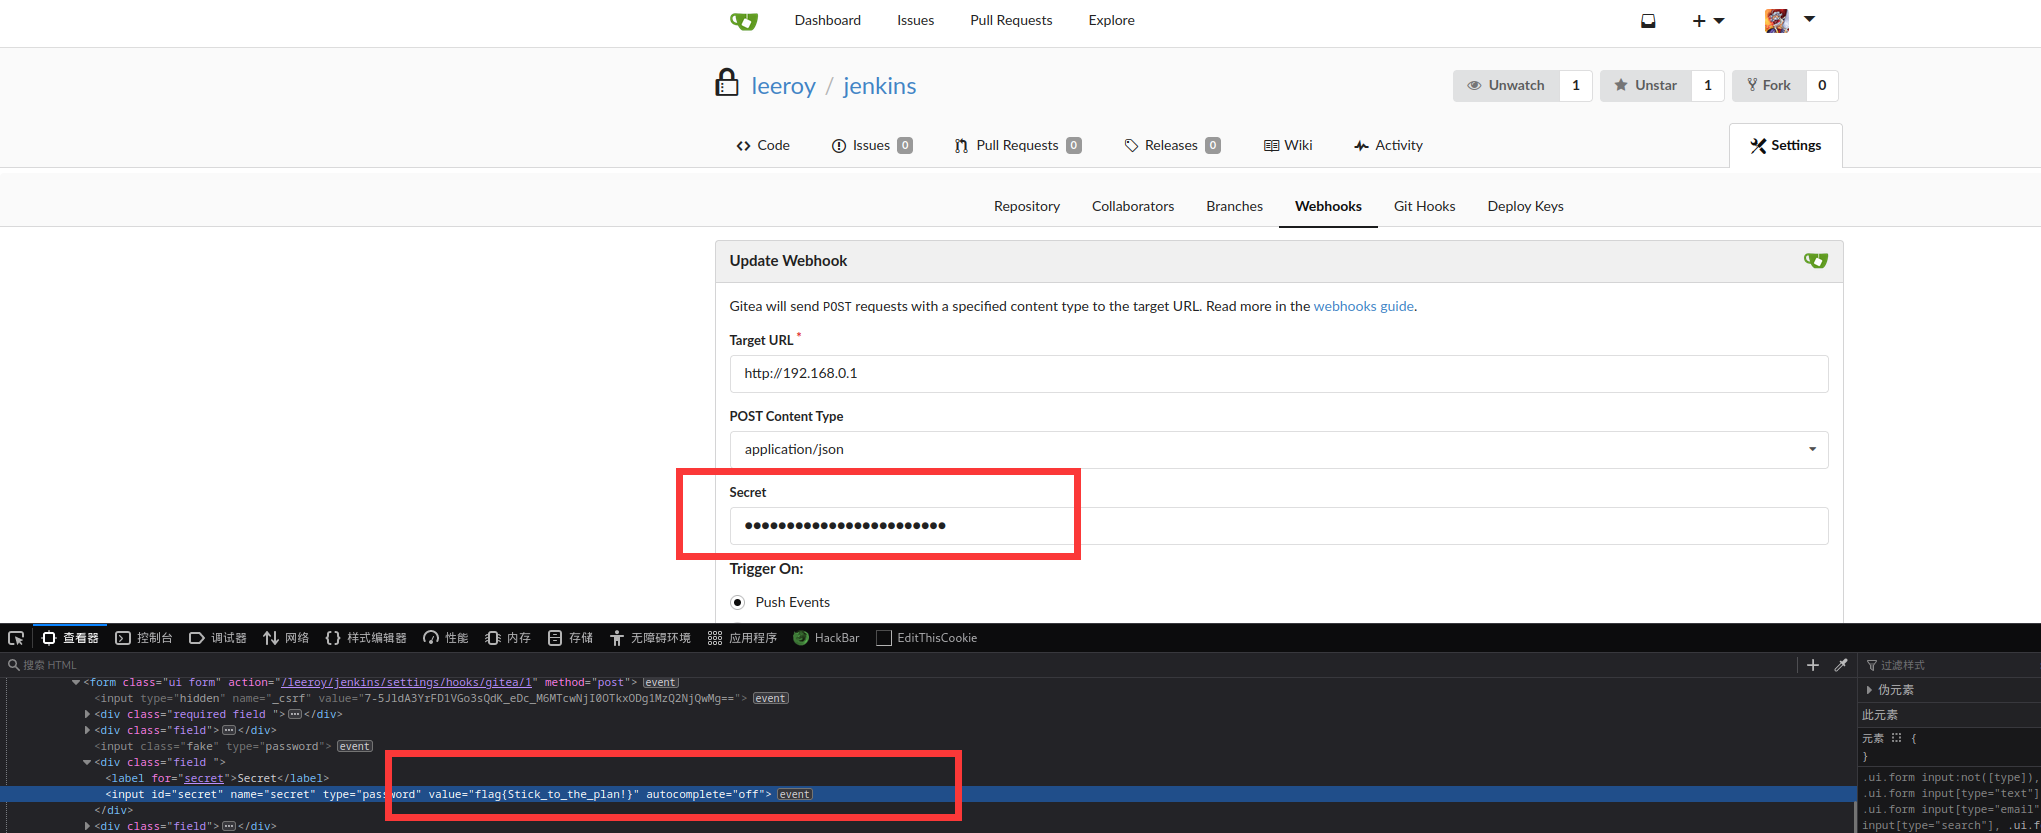 Dashboard Issues Pull Requests Explore
leeroy / jenkins
Unwatch 1 Unstar 1 Fork 0
Code Issues 0 Pull Requests 0 Releases 0 Wiki Activity Settings
Repository Collaborators Branches Webhooks Git Hooks Deploy Keys
Update Webhook
Gitea will send POST requests with a specified content type to the target URL. Read more in the webhooks guide.
Target URL *
http://192.168.0.1
POST Content Type
application/json
Secret
●●●●●●●●●●●●●●●●●●●●●●●●
Trigger On:
Push Events
查看器 控制台 调试器 网络 样式编辑器 性能 内存 存储 无障碍环境 应用程序 HackBar EditThisCookie
搜索 HTML
过滤样式
<form class="ui form" action="/leeroy/jenkins/settings/hooks/gitea/1" method="post"> event
<input type="hidden" name="_csrf" value="7-5JldA3YrFD1VGo3sQdK_eDc_M6MTcwNjI0OTkxODg1MzQ2NjQwMg=="> event
<div class="required field ">⋯</div>
<div class="field">⋯</div>
<input class="fake" type="password"> event
<div class="field ">
<label for="secret">Secret</label>
<input id="secret" name="secret" type="password" value="flag{Stick_to_the_plan!}" autocomplete="off"> event
</div>
<div class="field">⋯</div>
伪元素
此元素
元素 {
}
.ui.form input:not([type]),
.ui.form input[type="text"]
.ui.form input[type="email"
input[type="search"], .ui.f